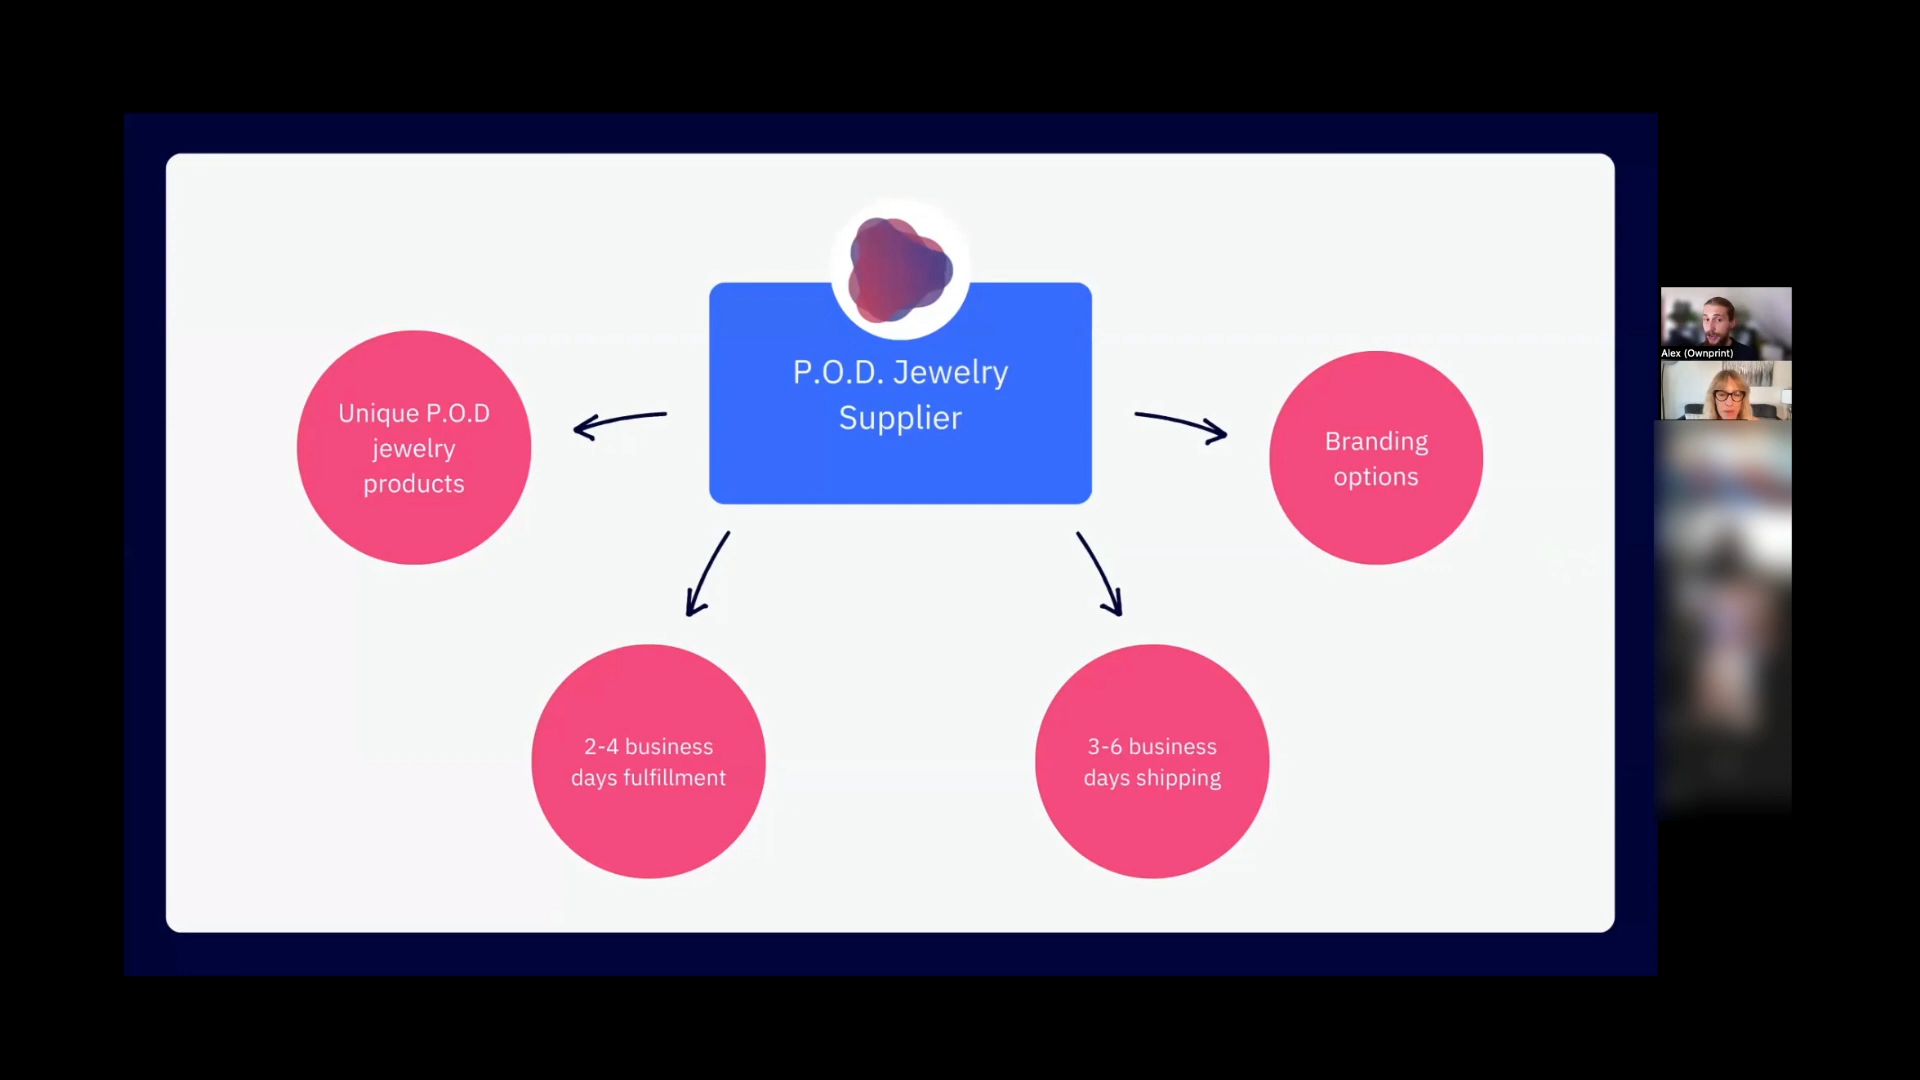 P.O.D. Jewelry
Supplier
Unique P.O.D
jewelry
products
Branding
options
2-4 business
days fulfillment
3-6 business
days shipping
Alex (Ownprint)